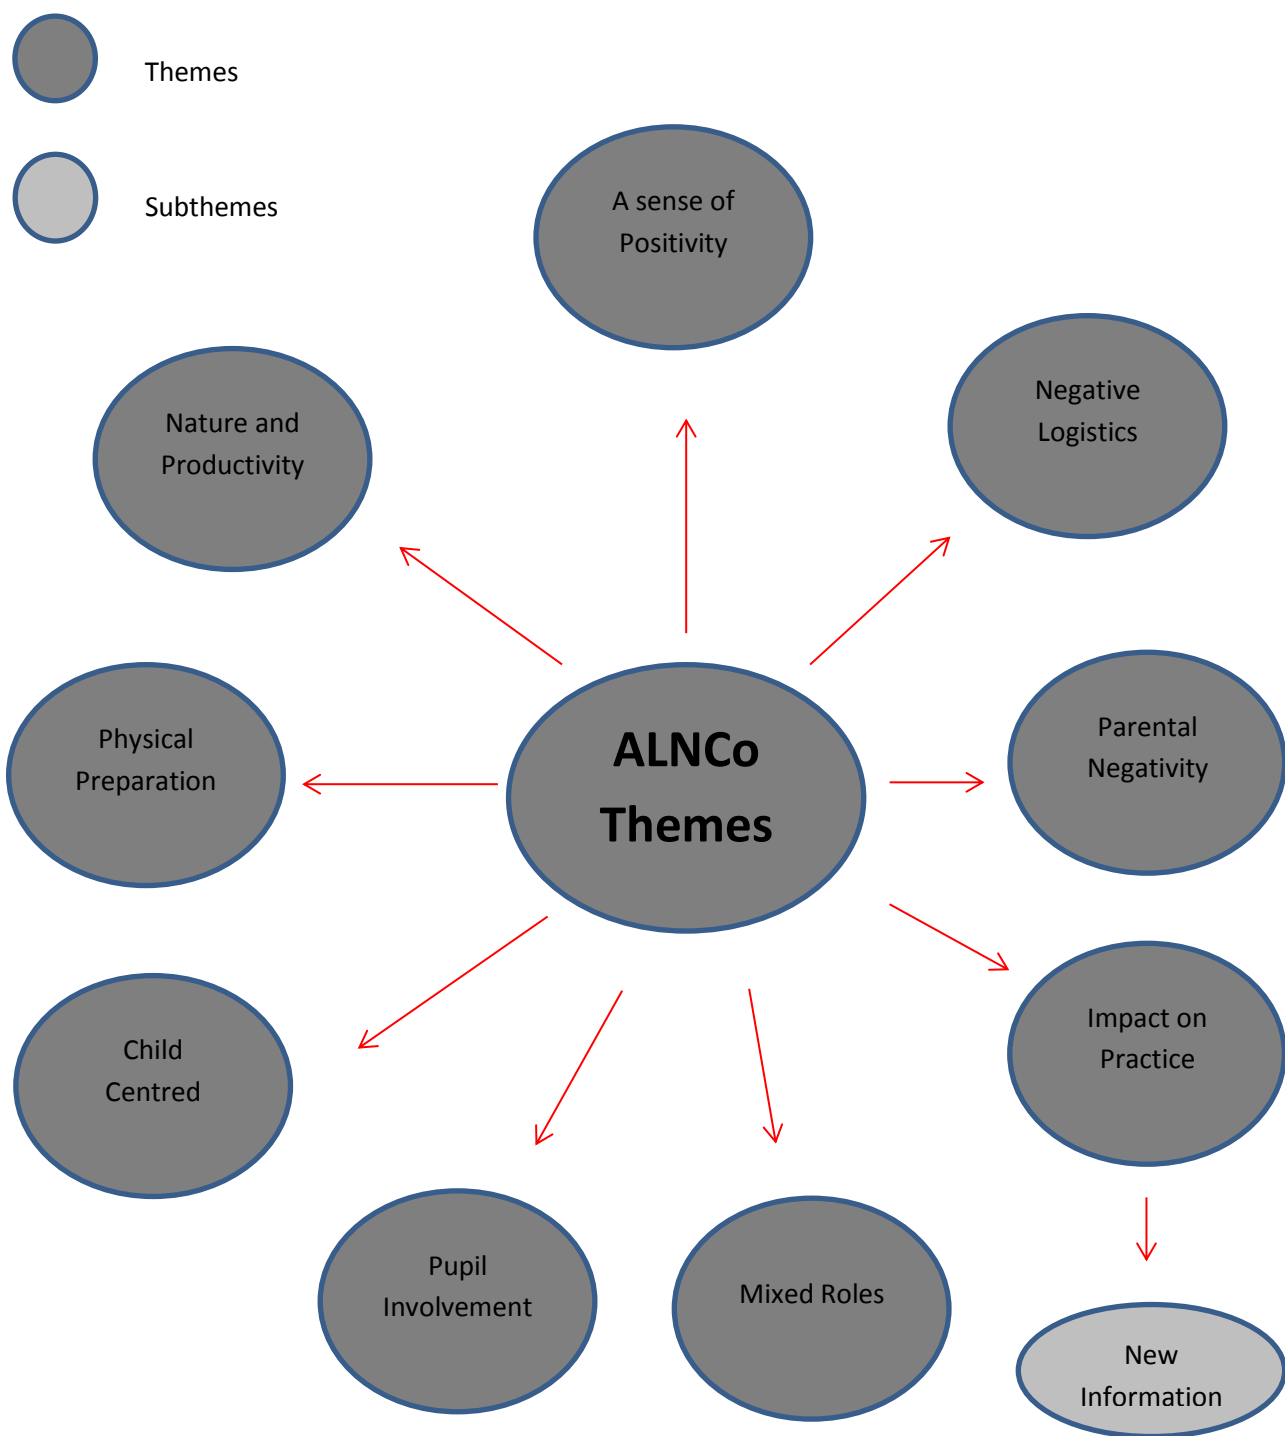 Themes
Subthemes
A sense of
Positivity
Negative
Logistics
Nature and
Productivity
Physical
Preparation
ALNCo
Themes
Parental
Negativity
Child
Centred
Impact on
Practice
Pupil
Involvement
Mixed Roles
New
Information